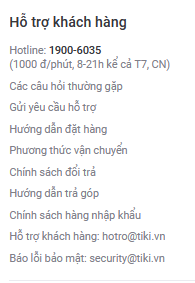 Hỗ trợ khách hàng
Hotline: 1900-6035
(1000 đ/phút, 8-21h kể cả T7, CN)
Các câu hỏi thường gặp
Gửi yêu cầu hỗ trợ
Hướng dẫn đặt hàng
Phương thức vận chuyển
Chính sách đổi trả
Hướng dẫn trả góp
Chính sách hàng nhập khẩu
Hỗ trợ khách hàng: hotro@tiki.vn
Báo lỗi bảo mật: security@tiki.vn